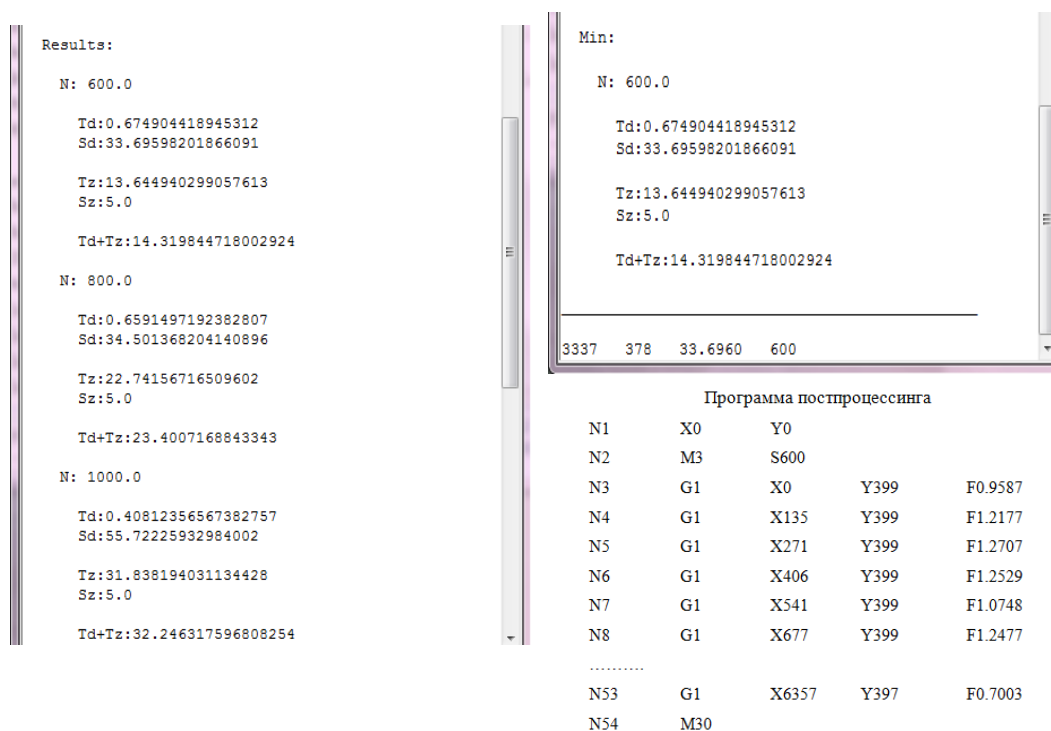 Results:
N: 600.0
Td:0.674904418945312
Sd:33.69598201866091
Tz:13.644940299057613
Sz:5.0
Td+Tz:14.319844718002924
N: 800.0
Td:0.6591497192382807
Sd:34.501368204140896
Tz:22.74156716509602
Sz:5.0
Td+Tz:23.4007168843343
N: 1000.0
Td:0.40812356567382757
Sd:55.72225932984002
Tz:31.838194031134428
Sz:5.0
Td+Tz:32.246317596808254
Min:
N: 600.0
Td:0.674904418945312
Sd:33.69598201866091
Tz:13.644940299057613
Sz:5.0
Td+Tz:14.319844718002924
3337 378 33.6960 600
Программа постпроцессинга
N1 X0 Y0
N2 M3 S600
N3 G1 X0 Y399 F0.9587
N4 G1 X135 Y399 F1.2177
N5 G1 X271 Y399 F1.2707
N6 G1 X406 Y399 F1.2529
N7 G1 X541 Y399 F1.0748
N8 G1 X677 Y399 F1.2477
..........
N53 G1 X6357 Y397 F0.7003
N54 M30